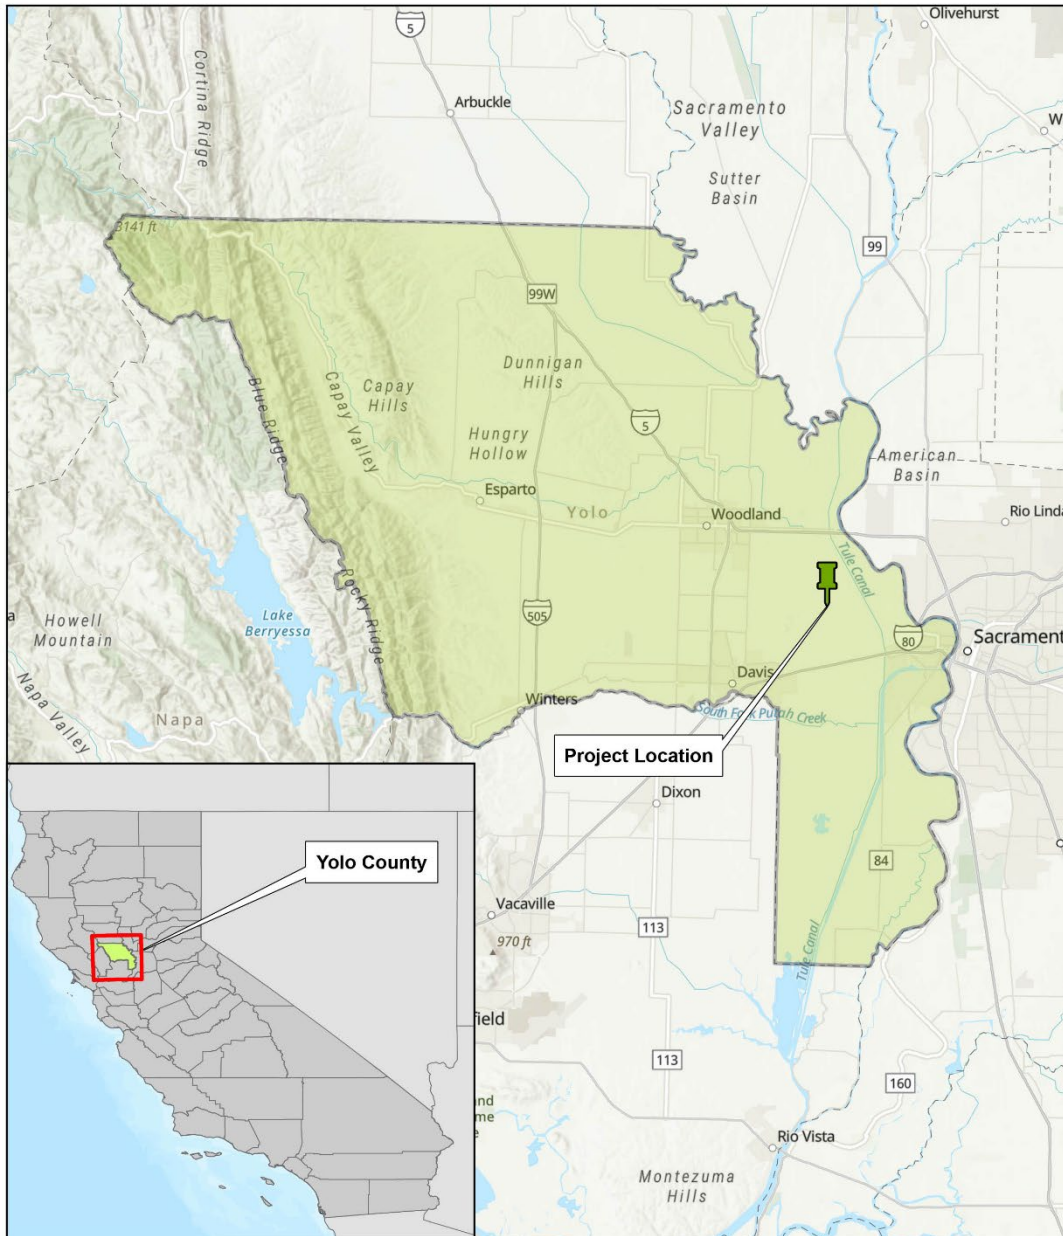 5
Olivehurst
Cortina Ridge
Arbuckle
Sacramento
Valley
W
Sutter
Basin
3141 ft
99
99W
Dunnigan
Hills
Blue Ridge
Capay Valley
Capay
Hills
5
Hungry
Hollow
American
Basin
Esparto
Yolo
Woodland
Rio Linda
Tule Canal
Rocky Ridge
Lake
Berryessa
505
a
Howell
Mountain
80
Sacrament
Davis
Winters
South Fork Putah Creek
Napa Valley
Napa
Project Location
Dixon
Yolo County
84
Vacaville
113
970 ft
Tule Canal
field
113
160
nd
me
e
Rio Vista
Montezuma
Hills